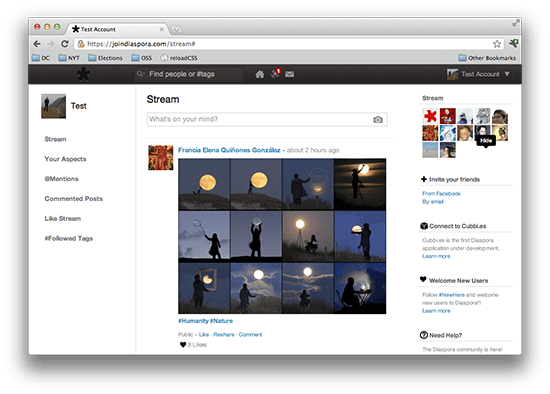 Test Account
https://joindiaspora.com/stream#
DC
NYT
Elections
OSS
reloadCSS
Other Bookmarks
Find people or #tags
1
Test Account
Test
Stream
Your Aspects
@Mentions
Commented Posts
Like Stream
#Followed Tags
Stream
What's on your mind?
Francia Elena Quiñones González - about 2 hours ago
#Humanity #Nature
Public – Like · Reshare · Comment
3 Likes
Stream
Hide
Invite your friends
From Facebook
By email
Connect to Cubbi.es
Cubbi.es is the first Diaspora
application under development.
Learn more
Welcome New Users
Follow #NewHere and welcome
new users to Diaspora*!
Learn more
Need Help?
The Diaspora community is here!